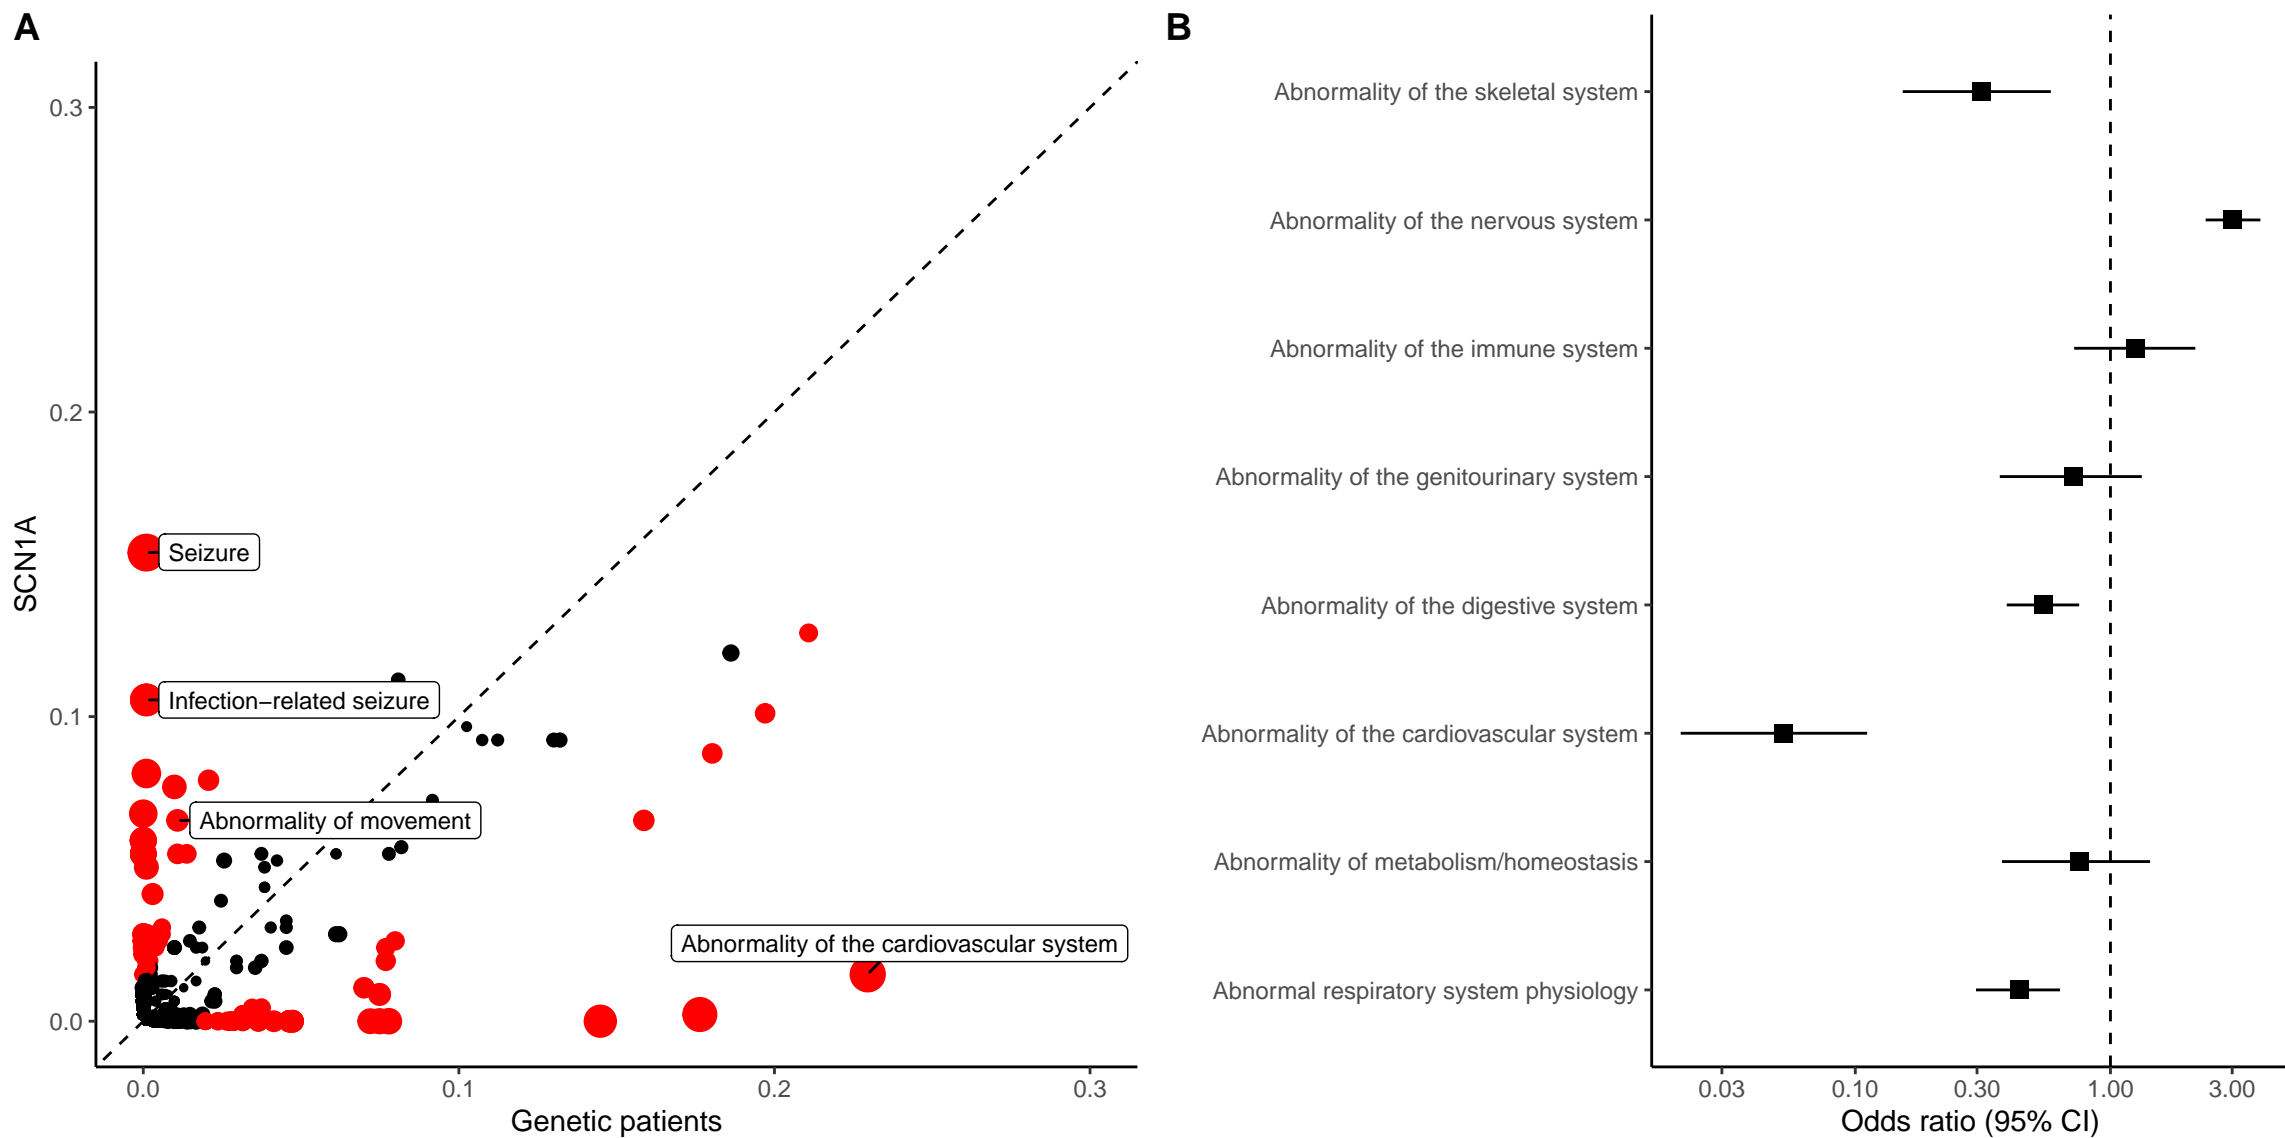 A
0.3
0.2
0.1
0.0
SCN1A
Seizure
Infection−related seizure
Abnormality of movement
Abnormality of the cardiovascular system
0.0
0.1
0.2
0.3
Genetic patients
B
Abnormality of the skeletal system
Abnormality of the nervous system
Abnormality of the immune system
Abnormality of the genitourinary system
Abnormality of the digestive system
Abnormality of the cardiovascular system
Abnormality of metabolism/homeostasis
Abnormal respiratory system physiology
0.03
0.10
0.30
1.00
3.00
Odds ratio (95% CI)